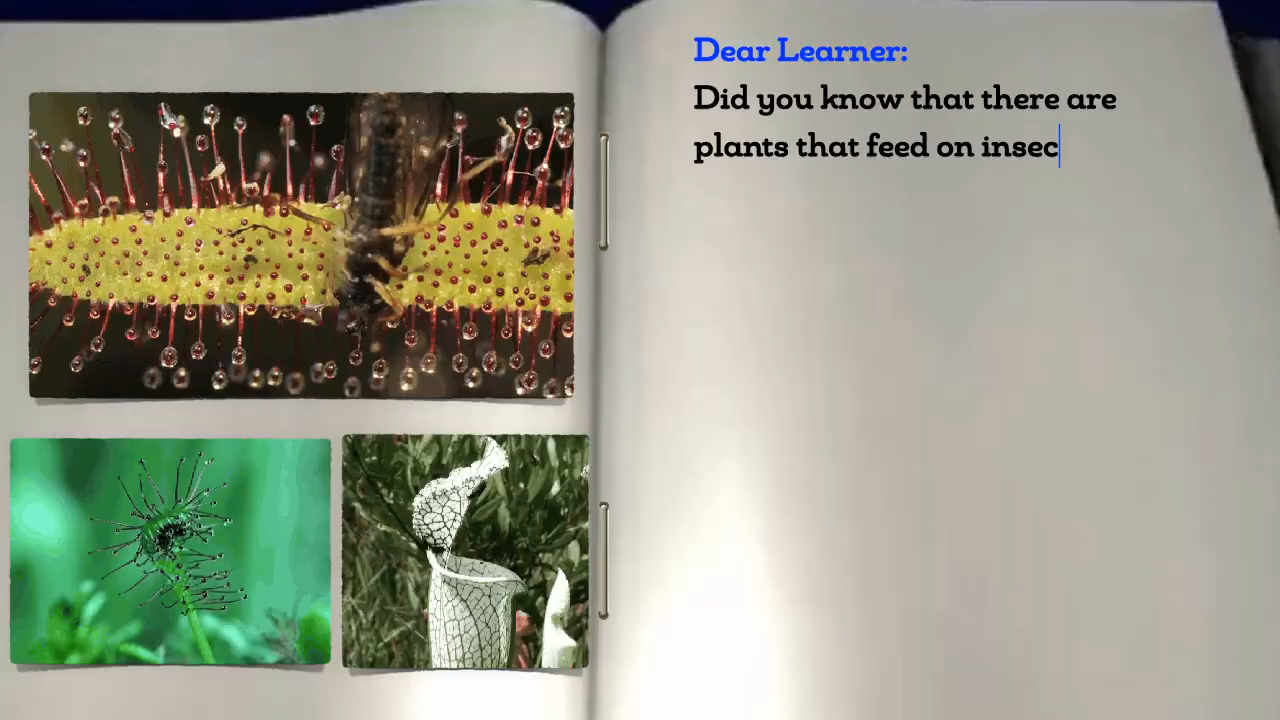 Dear Learner:
Did you know that there are
plants that feed on insec